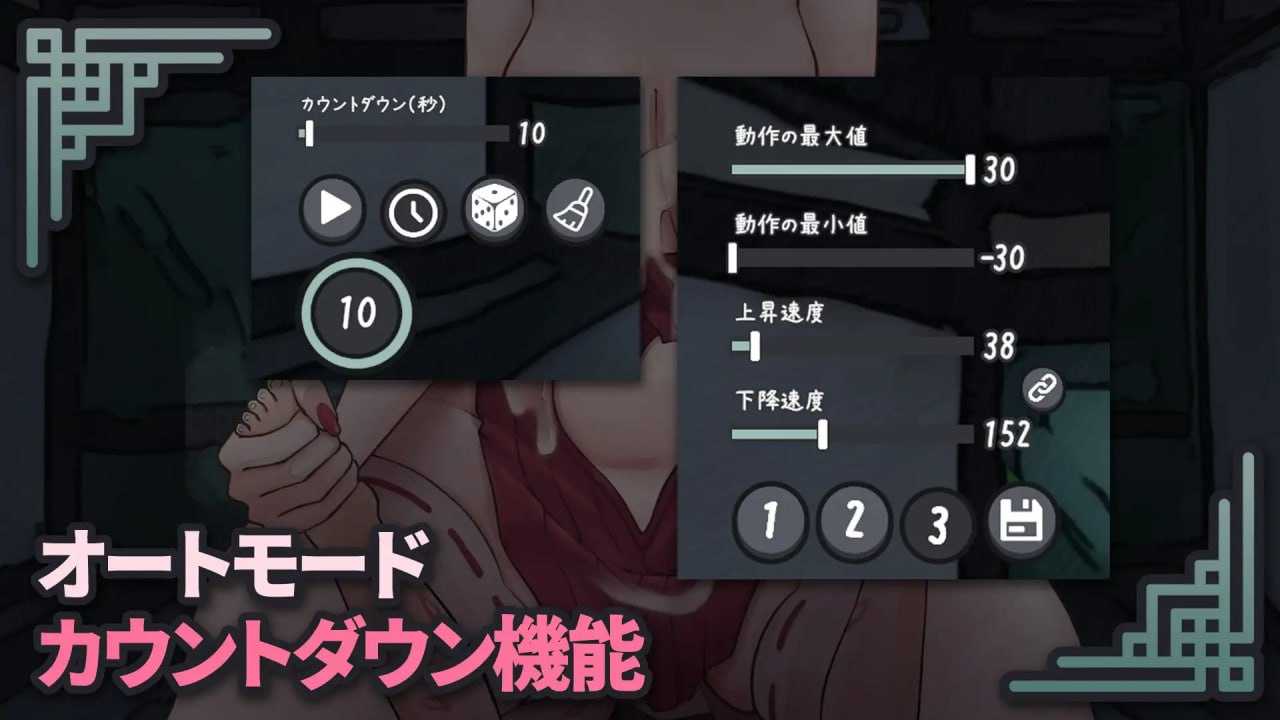 カウントダウン(秒)
10
10
動作の最大値
30
動作の最小値
-30
上昇速度
38
下降速度
152
1
2
3
オートモード
カウントダウン機能